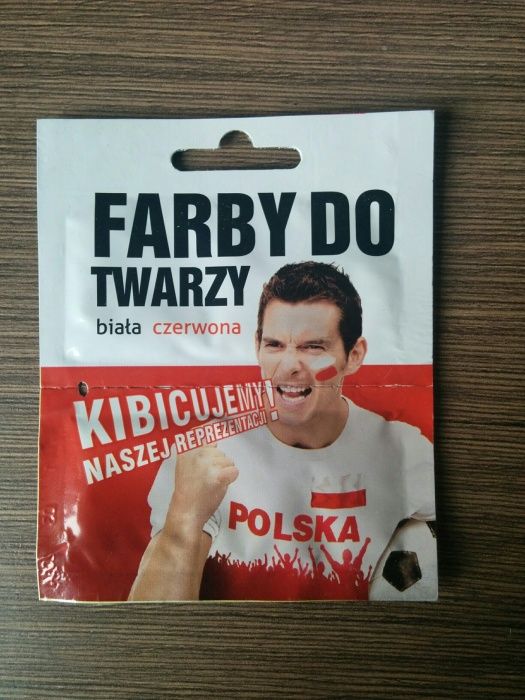 FARBY DO
TWARZY
biała czerwona
KIBICUJEMY!
NASZEJ REPREZENTACJI
POLSKA